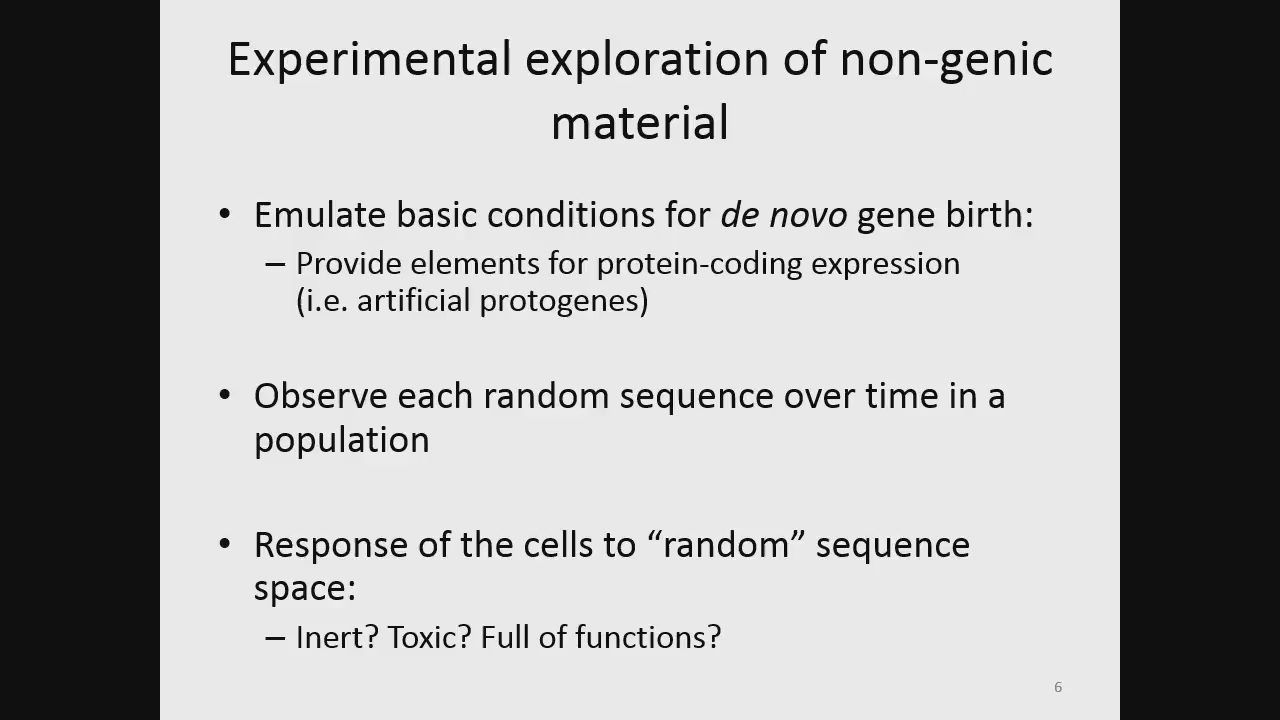 Experimental exploration of non-genic
material
• Emulate basic conditions for de novo gene birth:
– Provide elements for protein-coding expression
(i.e. artificial protogenes)
• Observe each random sequence over time in a
population
• Response of the cells to “random” sequence
space:
– Inert? Toxic? Full of functions?
6